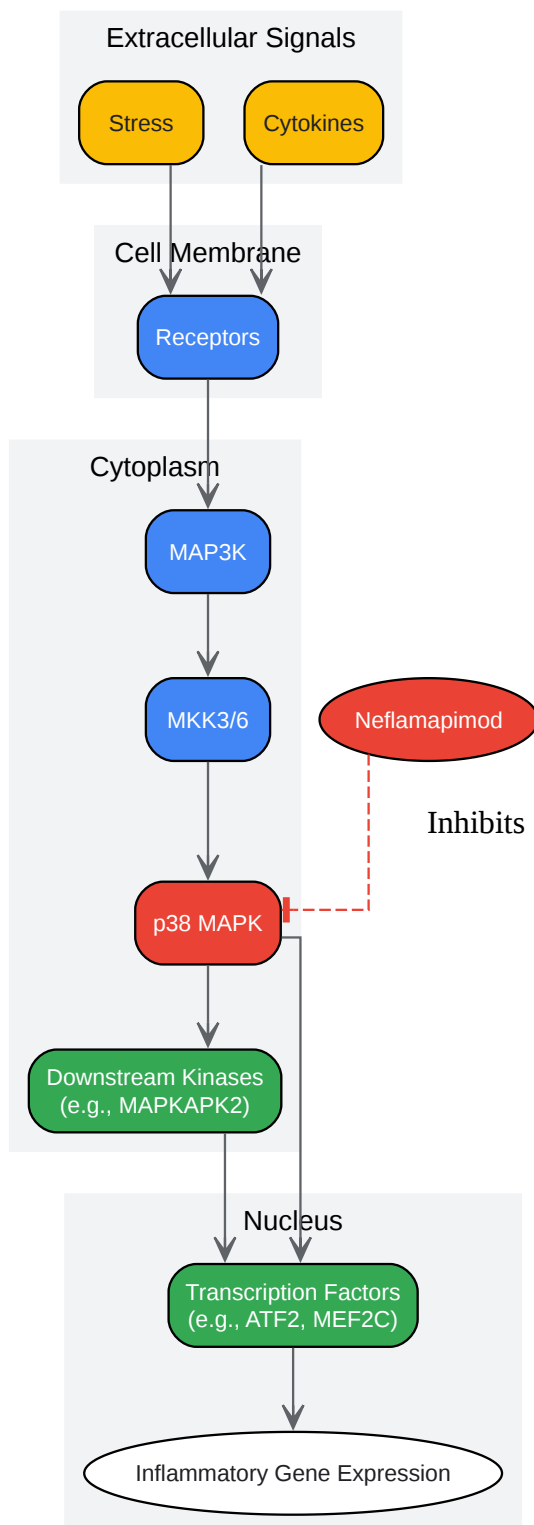 Extracellular Signals
Stress
Cytokines
Cell Membrane
Receptors
Cytoplasm
MAP3K
MKK3/6
Neflamapimod
Inhibits
p38 MAPK
Downstream Kinases
(e.g., MAPKAPK2)
Nucleus
Transcription Factors
(e.g., ATF2, MEF2C)
Inflammatory Gene Expression